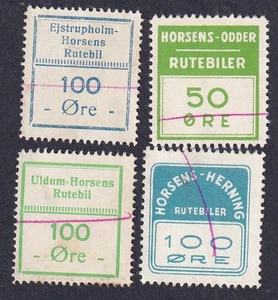 Ejstrupholm-
Horsens
Rutebil
100
- Øre -
HORSENS-ODDER
RUTEBILER
50
ØRE
Uldum-Horsens
Rutebil
100
- Øre -
HORSENS-HERNING
RUTEBILER
100
ØRE